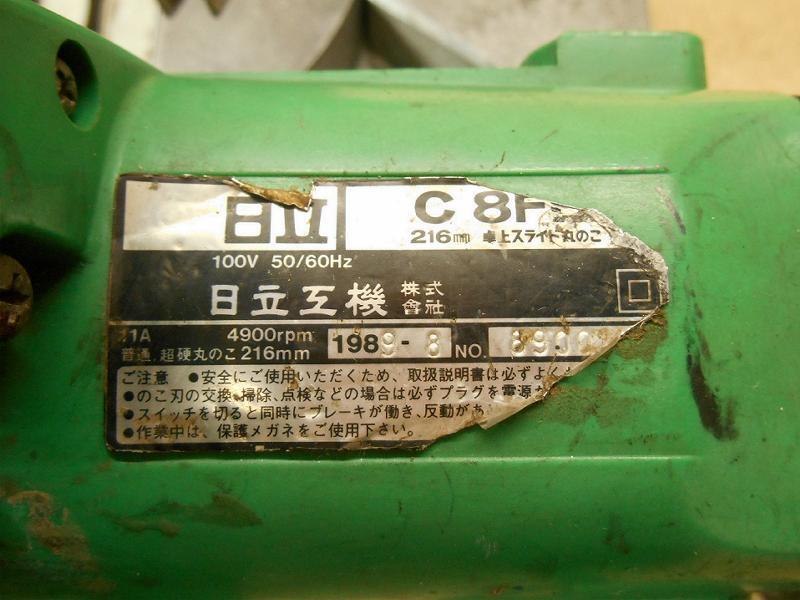 日立
C 8F
216mm 卓上スライド丸のこ
100V 50/60Hz
日立工機 株式會社
11A 4900rpm 1989-8 NO.
普通、超硬丸のこ 216mm
ご注意 ●安全にご使用いただくため、取扱説明書は必ずよく
●のこ刃の交換、掃除、点検などの場合は必ずプラグを電源
●スイッチを切ると同時にブレーキが働き、反動があ
●作業中は、保護メガネをご使用下さい。